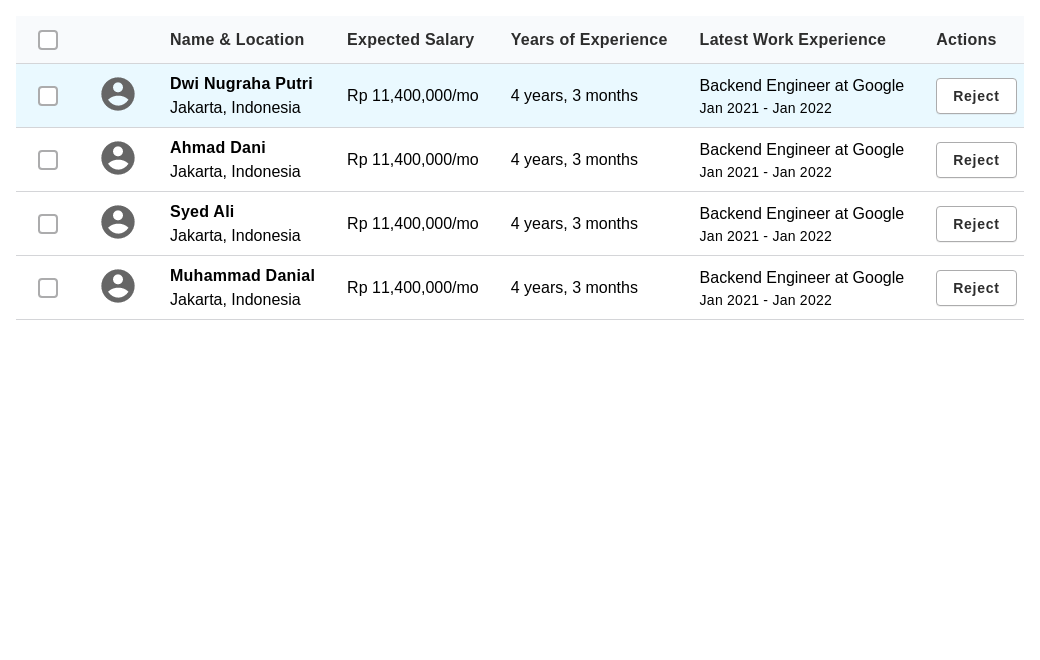 Name & Location Expected Salary Years of Experience Latest Work Experience Actions
Dwi Nugraha Putri
Jakarta, Indonesia
Rp 11,400,000/mo
4 years, 3 months
Backend Engineer at Google
Jan 2021 - Jan 2022
Reject
Ahmad Dani
Jakarta, Indonesia
Rp 11,400,000/mo
4 years, 3 months
Backend Engineer at Google
Jan 2021 - Jan 2022
Reject
Syed Ali
Jakarta, Indonesia
Rp 11,400,000/mo
4 years, 3 months
Backend Engineer at Google
Jan 2021 - Jan 2022
Reject
Muhammad Danial
Jakarta, Indonesia
Rp 11,400,000/mo
4 years, 3 months
Backend Engineer at Google
Jan 2021 - Jan 2022
Reject